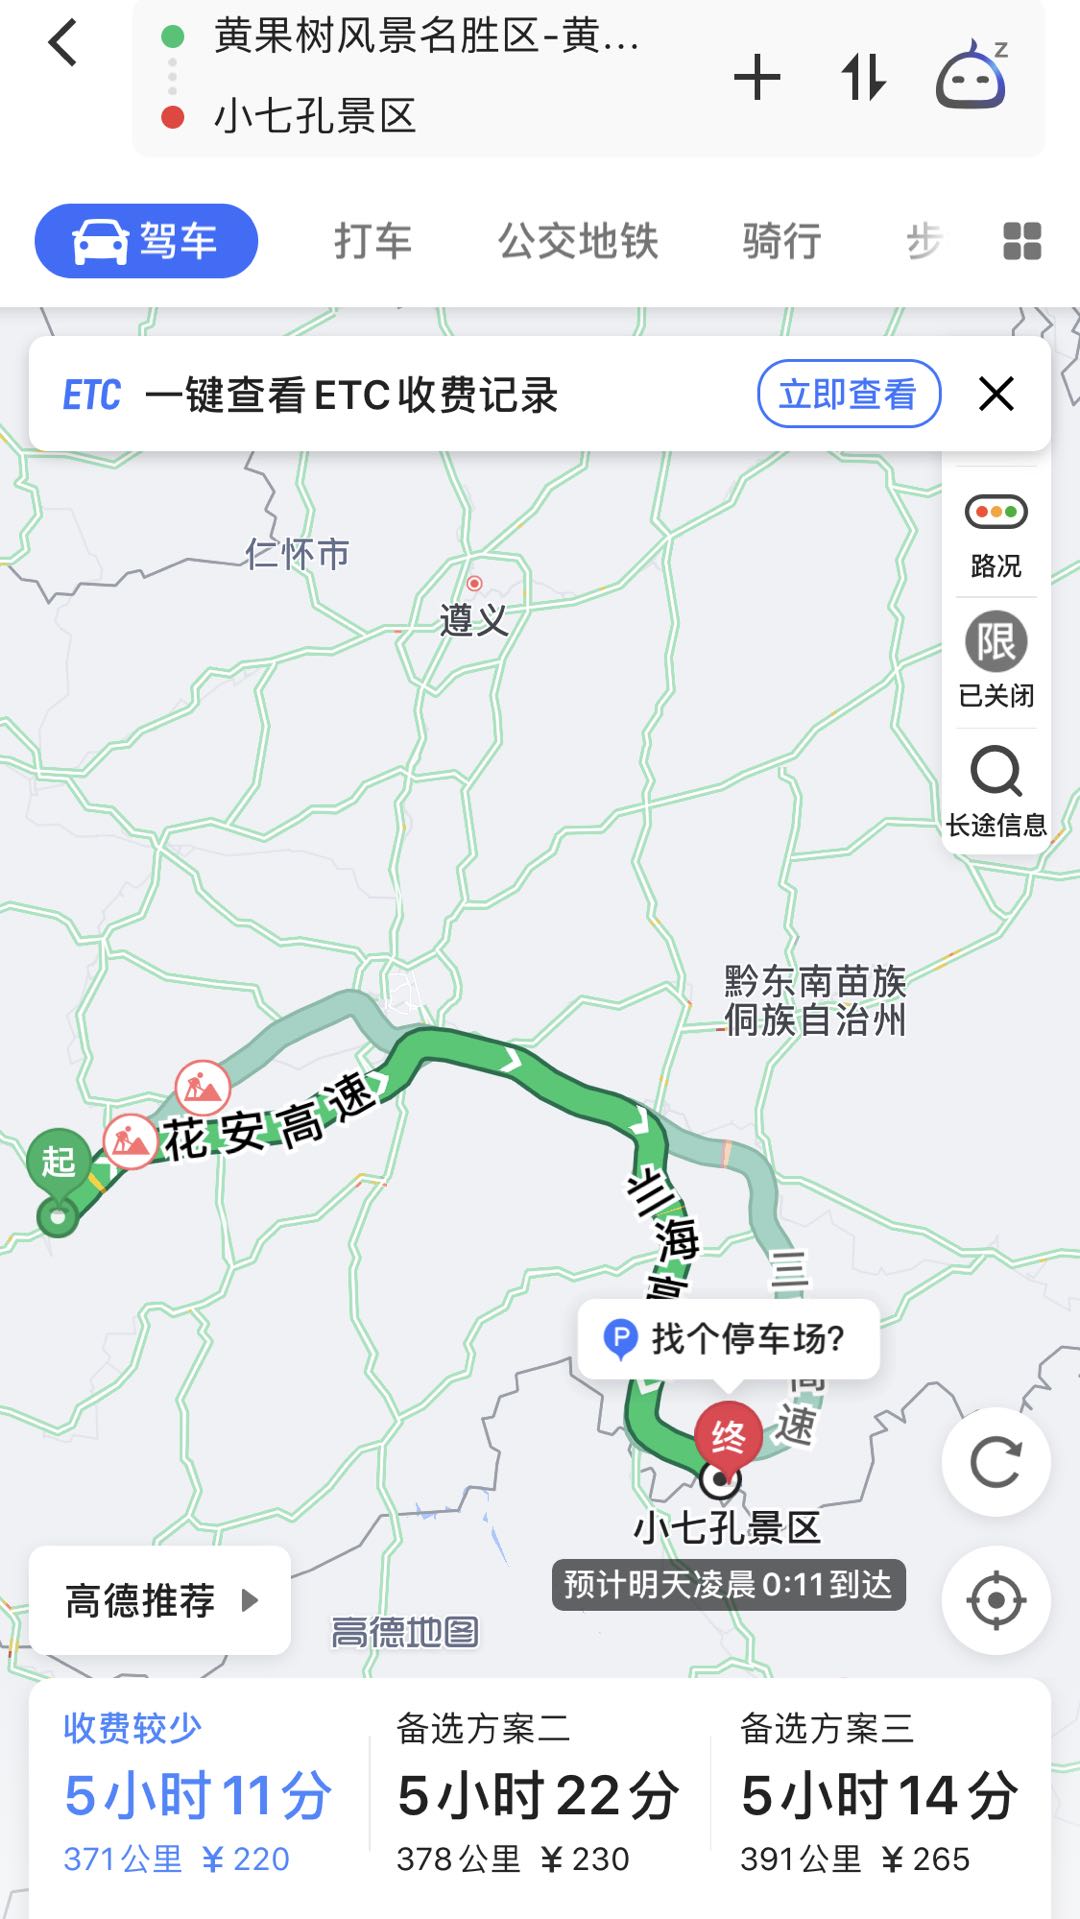 黄果树风景名胜区-黄...
小七孔景区
z
驾车
打车
公交地铁
骑行
步
ETC 一键查看ETC收费记录
立即查看
路况
限
已关闭
长途信息
仁怀市
遵义
黔东南苗族
侗族自治州
花安高速
起
兰海高
三
高速
P 找个停车场?
终
小七孔景区
预计明天凌晨0:11到达
高德推荐
高德地图
收费较少
5小时11分
371公里 ¥220
备选方案二
5小时22分
378公里 ¥230
备选方案三
5小时14分
391公里 ¥265